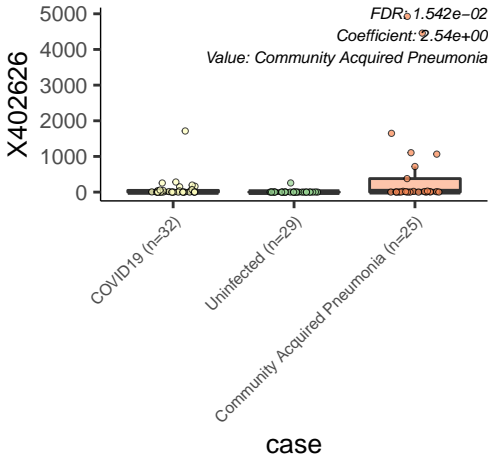 FDR: 1.542e−02
Coefficient: 2.54e+00
Value: Community Acquired Pneumonia
X402626
5000
4000
3000
2000
1000
0
COVID19 (n=32)
Uninfected (n=29)
Community Acquired Pneumonia (n=25)
case